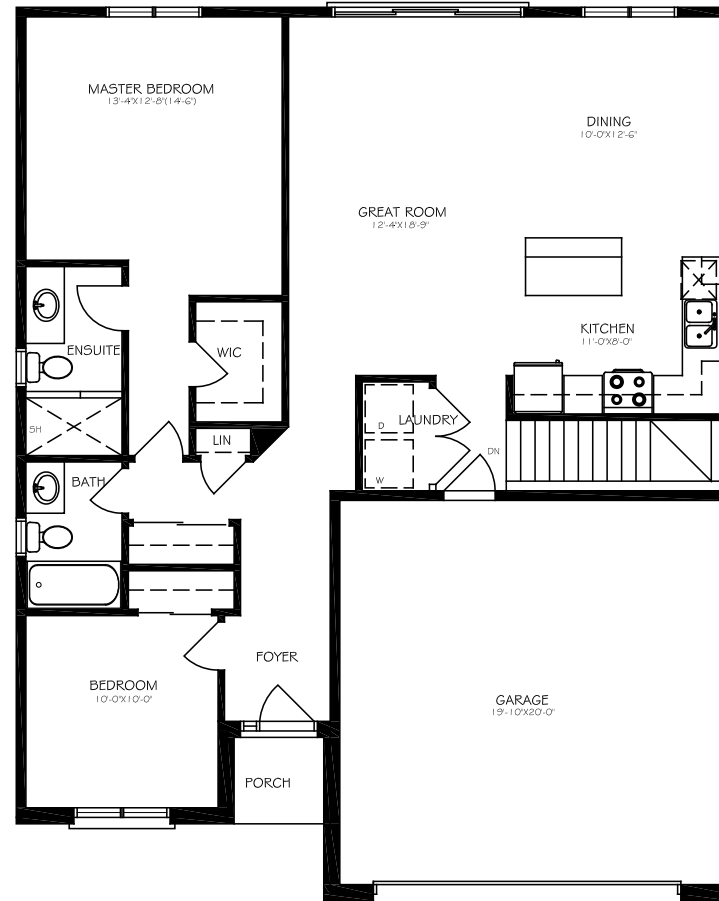 MASTER BEDROOM
13'-4"X12'-8"(14'-6")
DINING
10'-0"X12'-6"
GREAT ROOM
12'-4"X18'-9"
KITCHEN
11'-0"X8'-0"
ENSUITE
WIC
SH
LIN
LAUNDRY
D
W
DN
BATH
FOYER
BEDROOM
10'-0"X10'-0"
GARAGE
19'-10"X20'-0"
PORCH